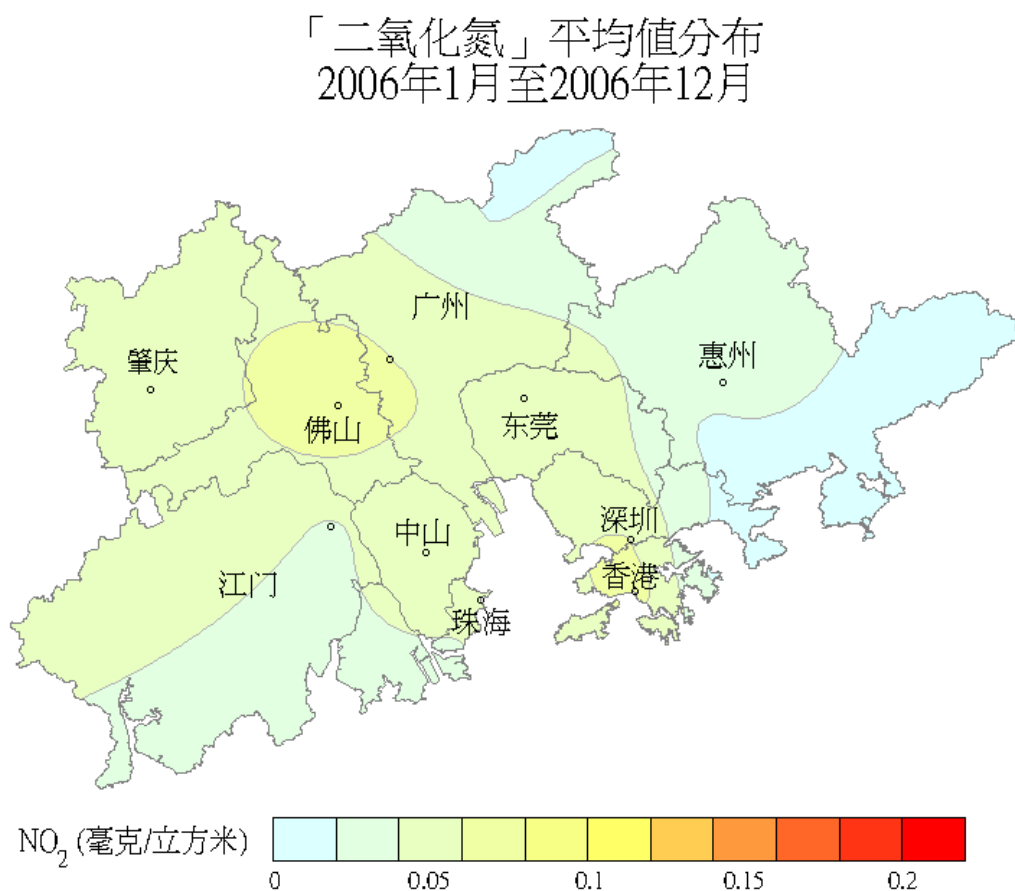 「二氧化氮」平均值分布
2006年1月至2006年12月
广州
肇庆
惠州
佛山
东莞
深圳
中山
香港
江门
珠海
NO₂ (毫克/立方米)
0 0.05 0.1 0.15 0.2